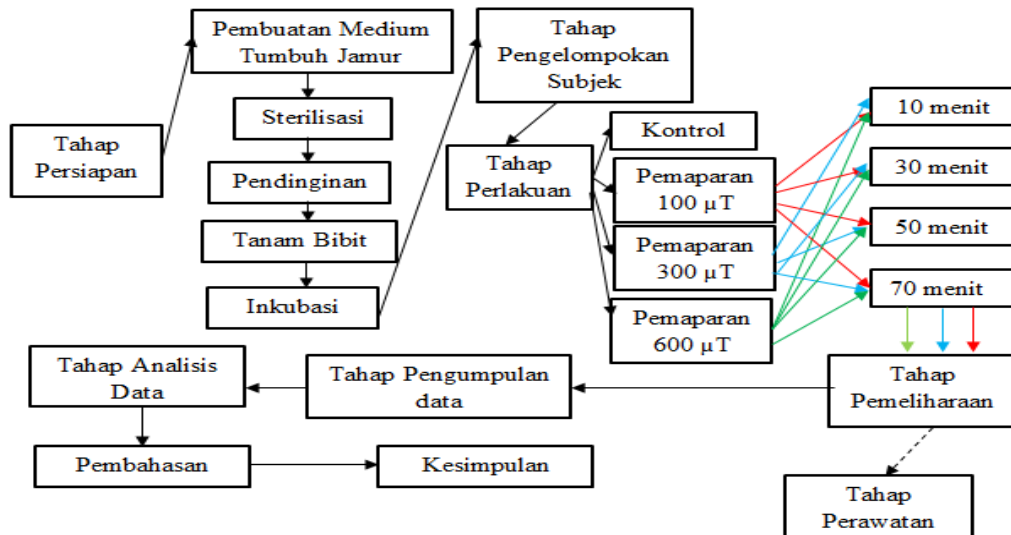 Tahap
Persiapan
Pembuatan Medium
Tumbuh Jamur
Sterilisasi
Pendinginan
Tanam Bibit
Inkubasi
Tahap
Pengelompokan
Subjek
Tahap
Perlakuan
Kontrol
Pemaparan
100 µT
Pemaparan
300 µT
Pemaparan
600 µT
10 menit
30 menit
50 menit
70 menit
Tahap
Pemeliharaan
Tahap
Perawatan
Tahap Pengumpulan
data
Tahap Analisis
Data
Pembahasan
Kesimpulan